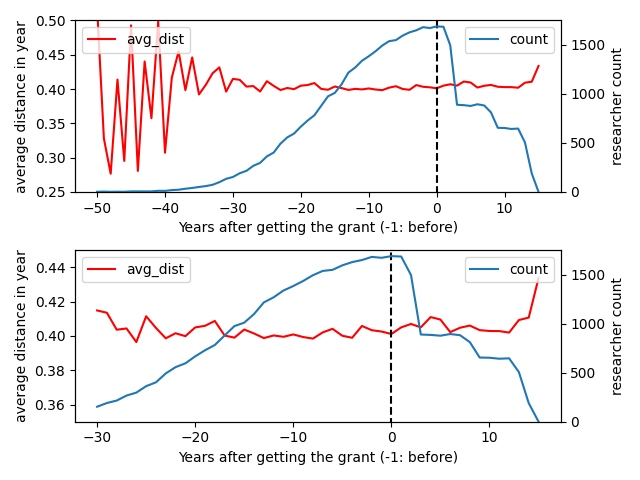 0.50
0.45
0.40
0.35
0.30
0.25
average distance in year
avg_dist
count
1500
1000
500
0
researcher count
−50 −40 −30 −20 −10 0 10
Years after getting the grant (-1: before)
0.44
0.42
0.40
0.38
0.36
average distance in year
avg_dist
count
1500
1000
500
0
researcher count
−30 −20 −10 0 10
Years after getting the grant (-1: before)